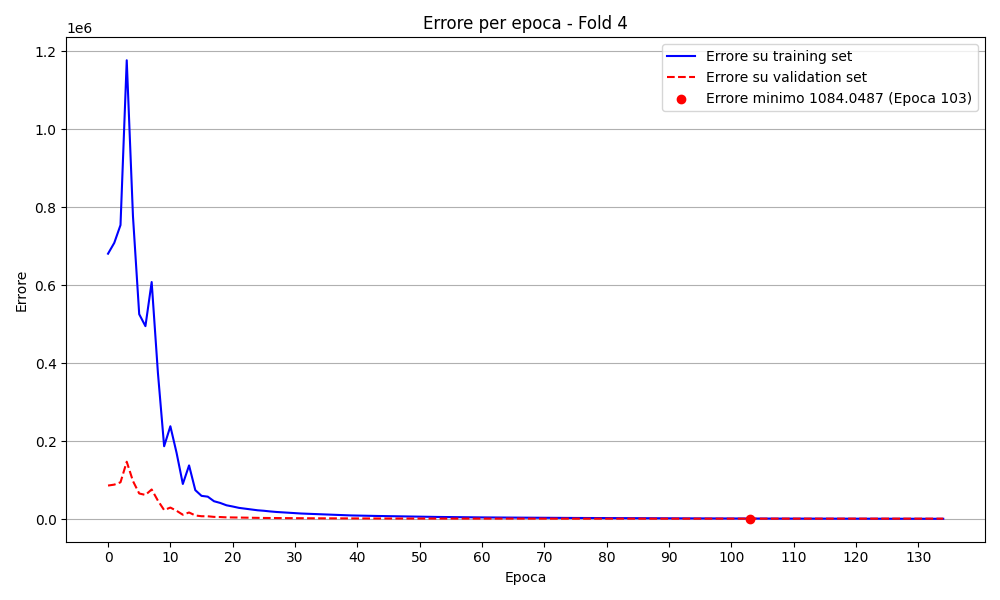 Errore per epoca - Fold 4
1e6
Errore su training set
Errore su validation set
Errore minimo 1084.0487 (Epoca 103)
1.2
1.0
0.8
0.6
0.4
0.2
0.0
Errore
0 10 20 30 40 50 60 70 80 90 100 110 120 130
Epoca